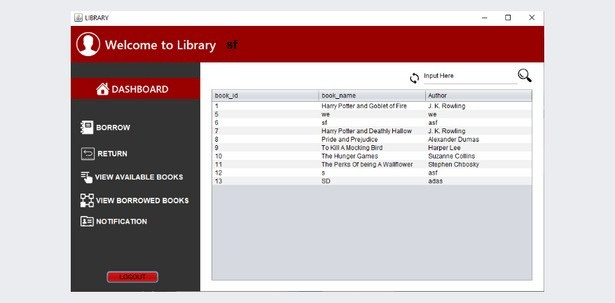 LIBRARY
Welcome to Library sf
DASHBOARD
Input Here
BORROW
RETURN
VIEW AVAILABLE BOOKS
VIEW BORROWED BOOKS
NOTIFICATION
LOGOUT
book_id book_name Author
1 Harry Potter and Goblet of Fire J. K. Rowling
5 we we
6 sf asf
7 Harry Potter and Deathly Hallow J. K. Rowling
8 Pride and Prejudice Alexander Dumas
9 To Kill A Mocking Bird Harper Lee
10 The Hunger Games Suzanne Collins
11 The Perks Of being A Wallflower Stephen Chbosky
12 s asf
13 SD adas